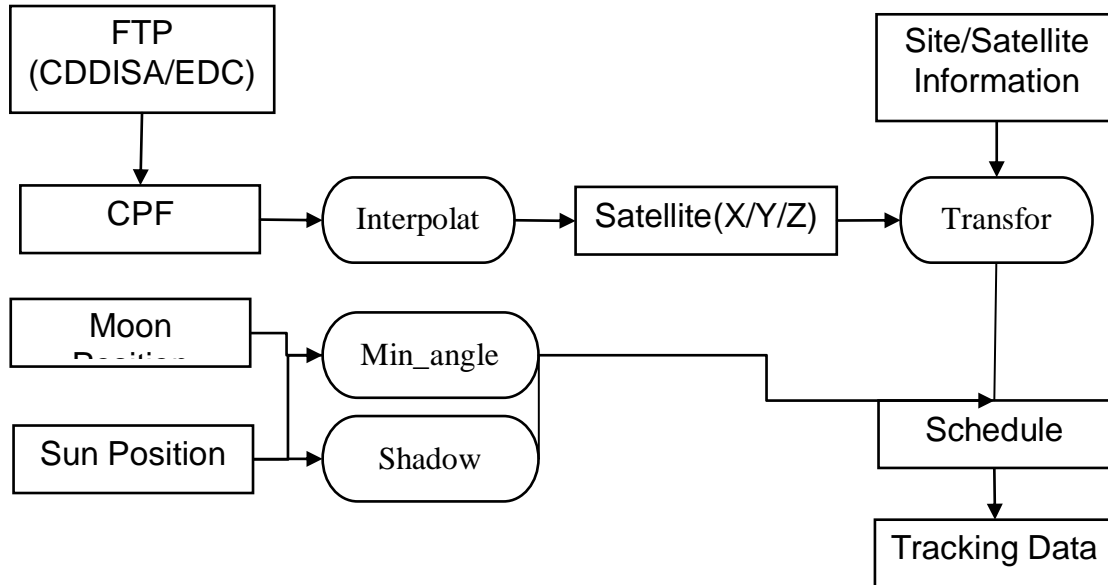 FTP
(CDDISA/EDC)
Site/Satellite
Information
CPF
Interpolat
Satellite(X/Y/Z)
Transfor
Moon
Min_angle
Sun Position
Shadow
Schedule
Tracking Data